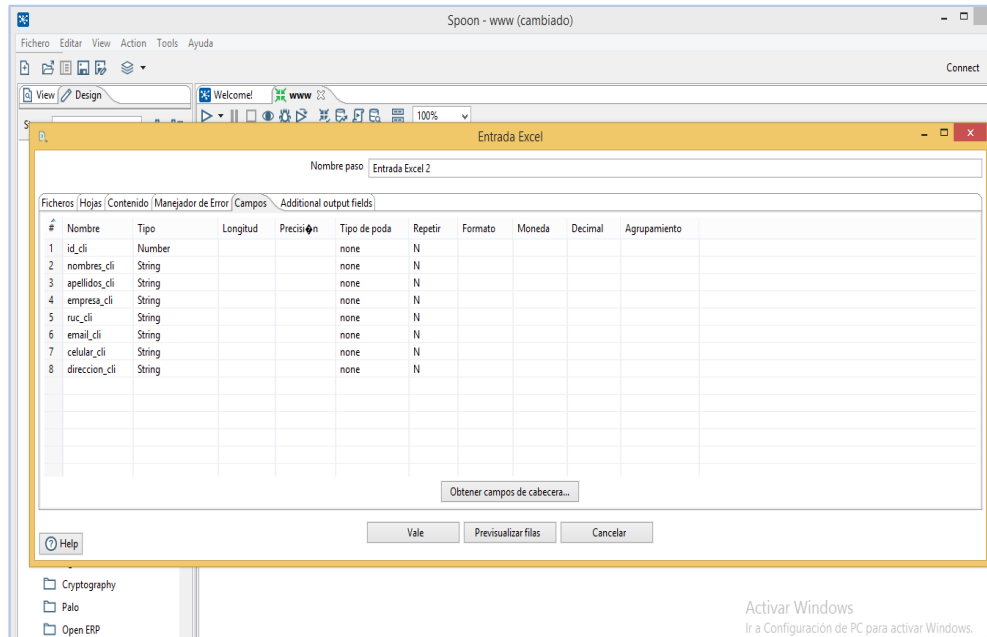 Spoon - www (cambiado)
Fichero Editar View Action Tools Ayuda
Connect
View Design Welcome! www
100%
Entrada Excel
Nombre paso Entrada Excel 2
Ficheros Hojas Contenido Manejador de Error Campos Additional output fields
# Nombre Tipo Longitud Precisi�n Tipo de poda Repetir Formato Moneda Decimal Agrupamiento
1 id_cli Number none N
2 nombres_cli String none N
3 apellidos_cli String none N
4 empresa_cli String none N
5 ruc_cli String none N
6 email_cli String none N
7 celular_cli String none N
8 direccion_cli String none N
Obtener campos de cabecera...
Vale Previsualizar filas Cancelar
Help
Cryptography
Palo
Open ERP
Activar Windows
Ir a Configuración de PC para activar Windows.